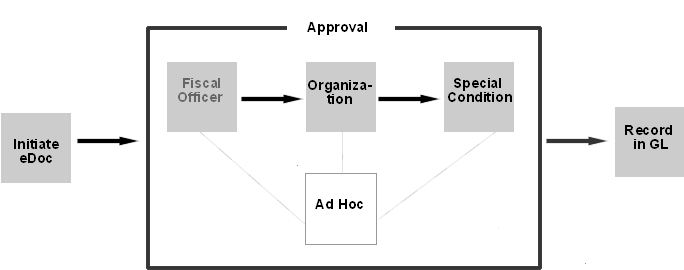 Approval
Initiate
eDoc
Fiscal
Officer
Organiza-
tion
Special
Condition
Ad Hoc
Record
in GL